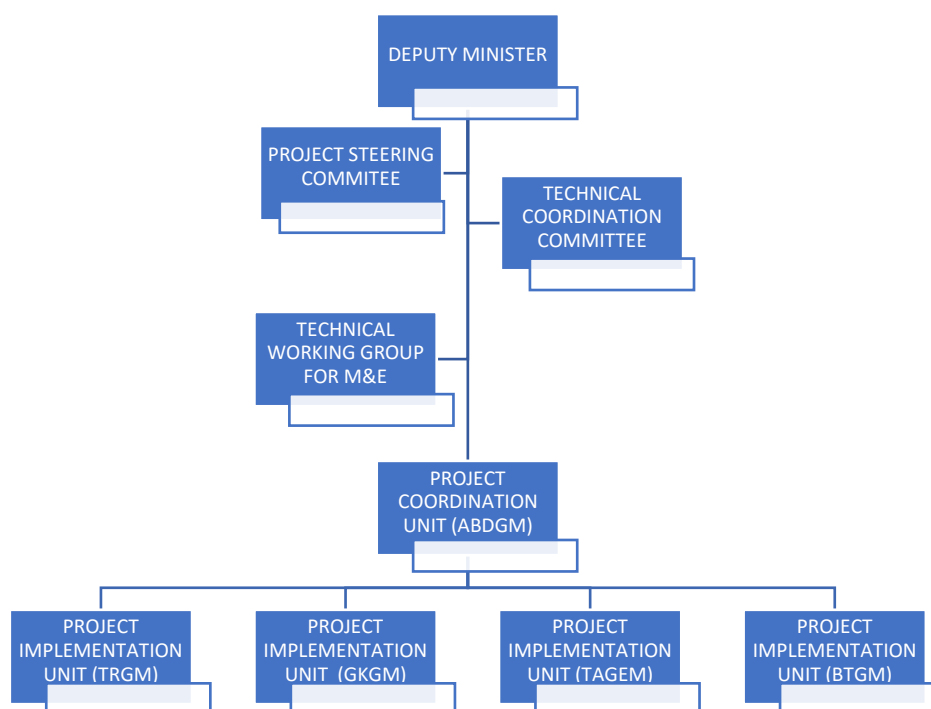 DEPUTY MINISTER
PROJECT STEERING
COMMITEE
TECHNICAL
COORDINATION
COMMITTEE
TECHNICAL
WORKING GROUP
FOR M&E
PROJECT
COORDINATION
UNIT (ABDGM)
PROJECT
IMPLEMENTATION
UNIT (TRGM)
PROJECT
IMPLEMENTATION
UNIT (GKGM)
PROJECT
IMPLEMENTATION
UNIT (TAGEM)
PROJECT
IMPLEMENTATION
UNIT (BTGM)